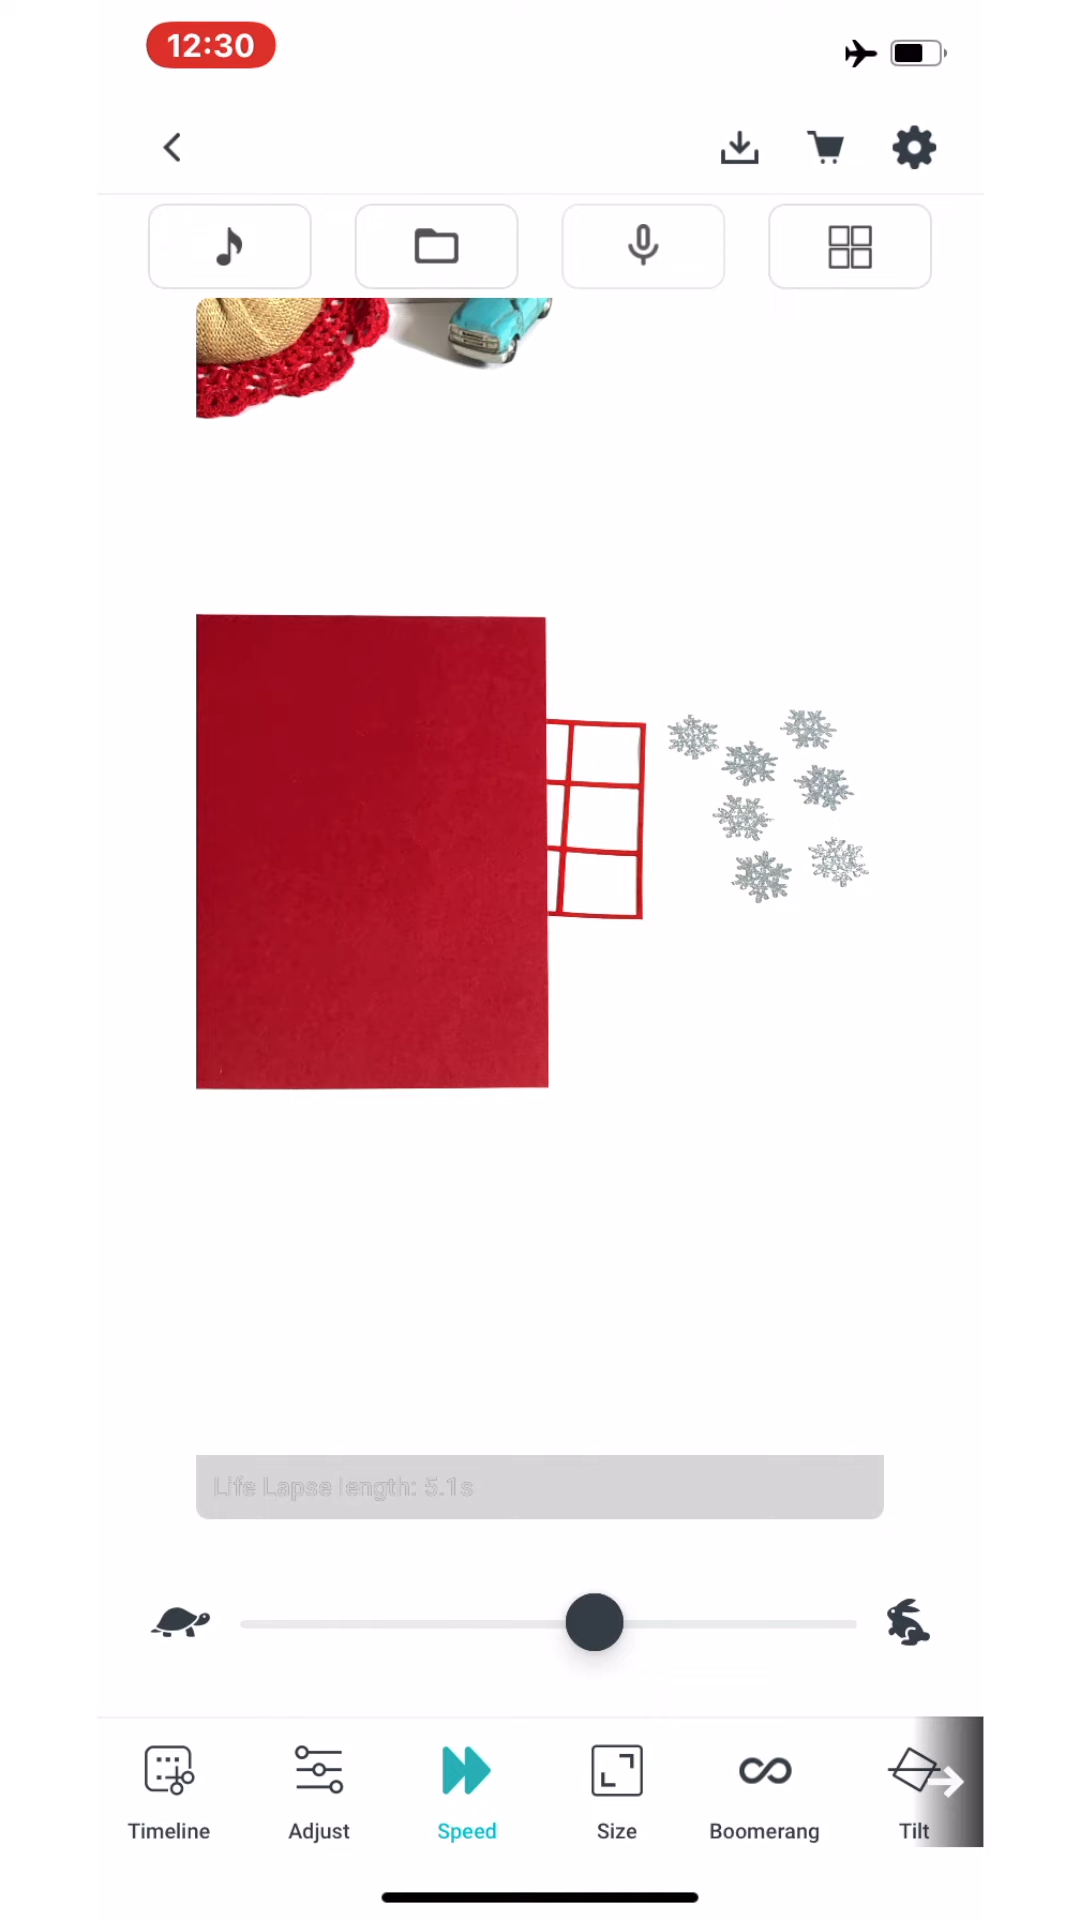 12:30
Life Lapse length: 5.1s
Timeline
Adjust
Speed
Size
Boomerang
Tilt